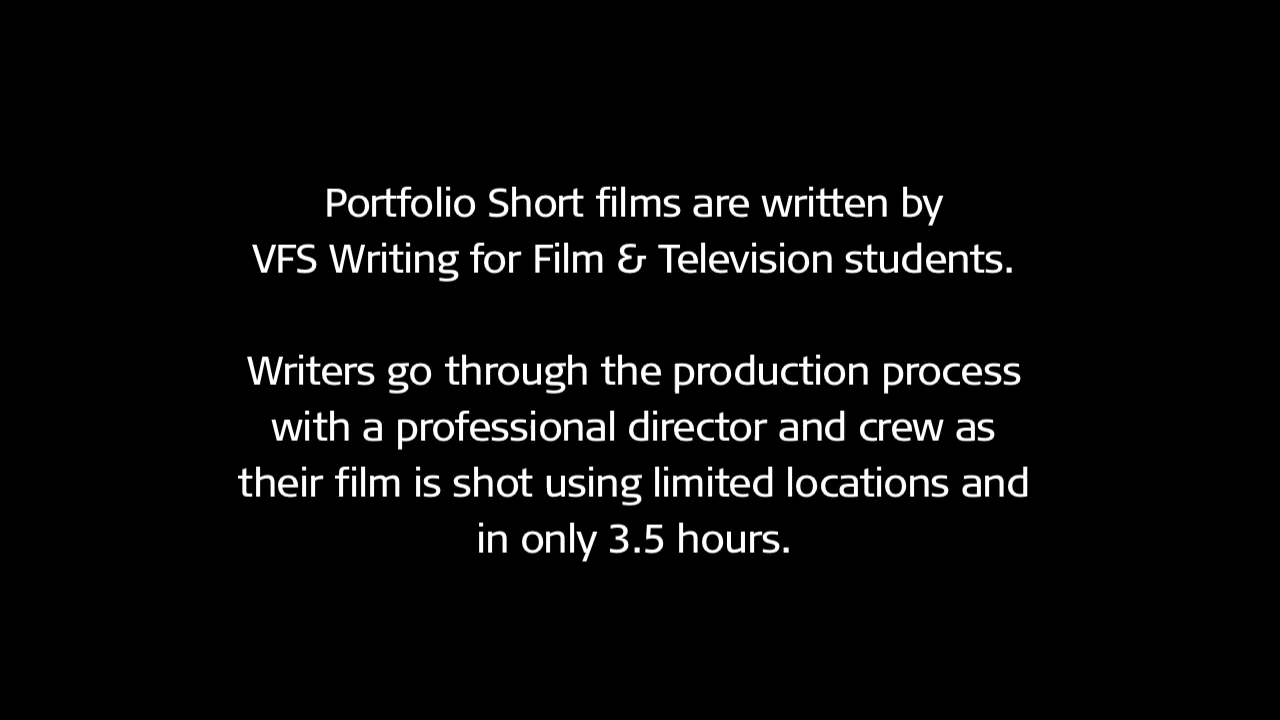 Portfolio Short films are written by
VFS Writing for Film & Television students.
Writers go through the production process
with a professional director and crew as
their film is shot using limited locations and
in only 3.5 hours.